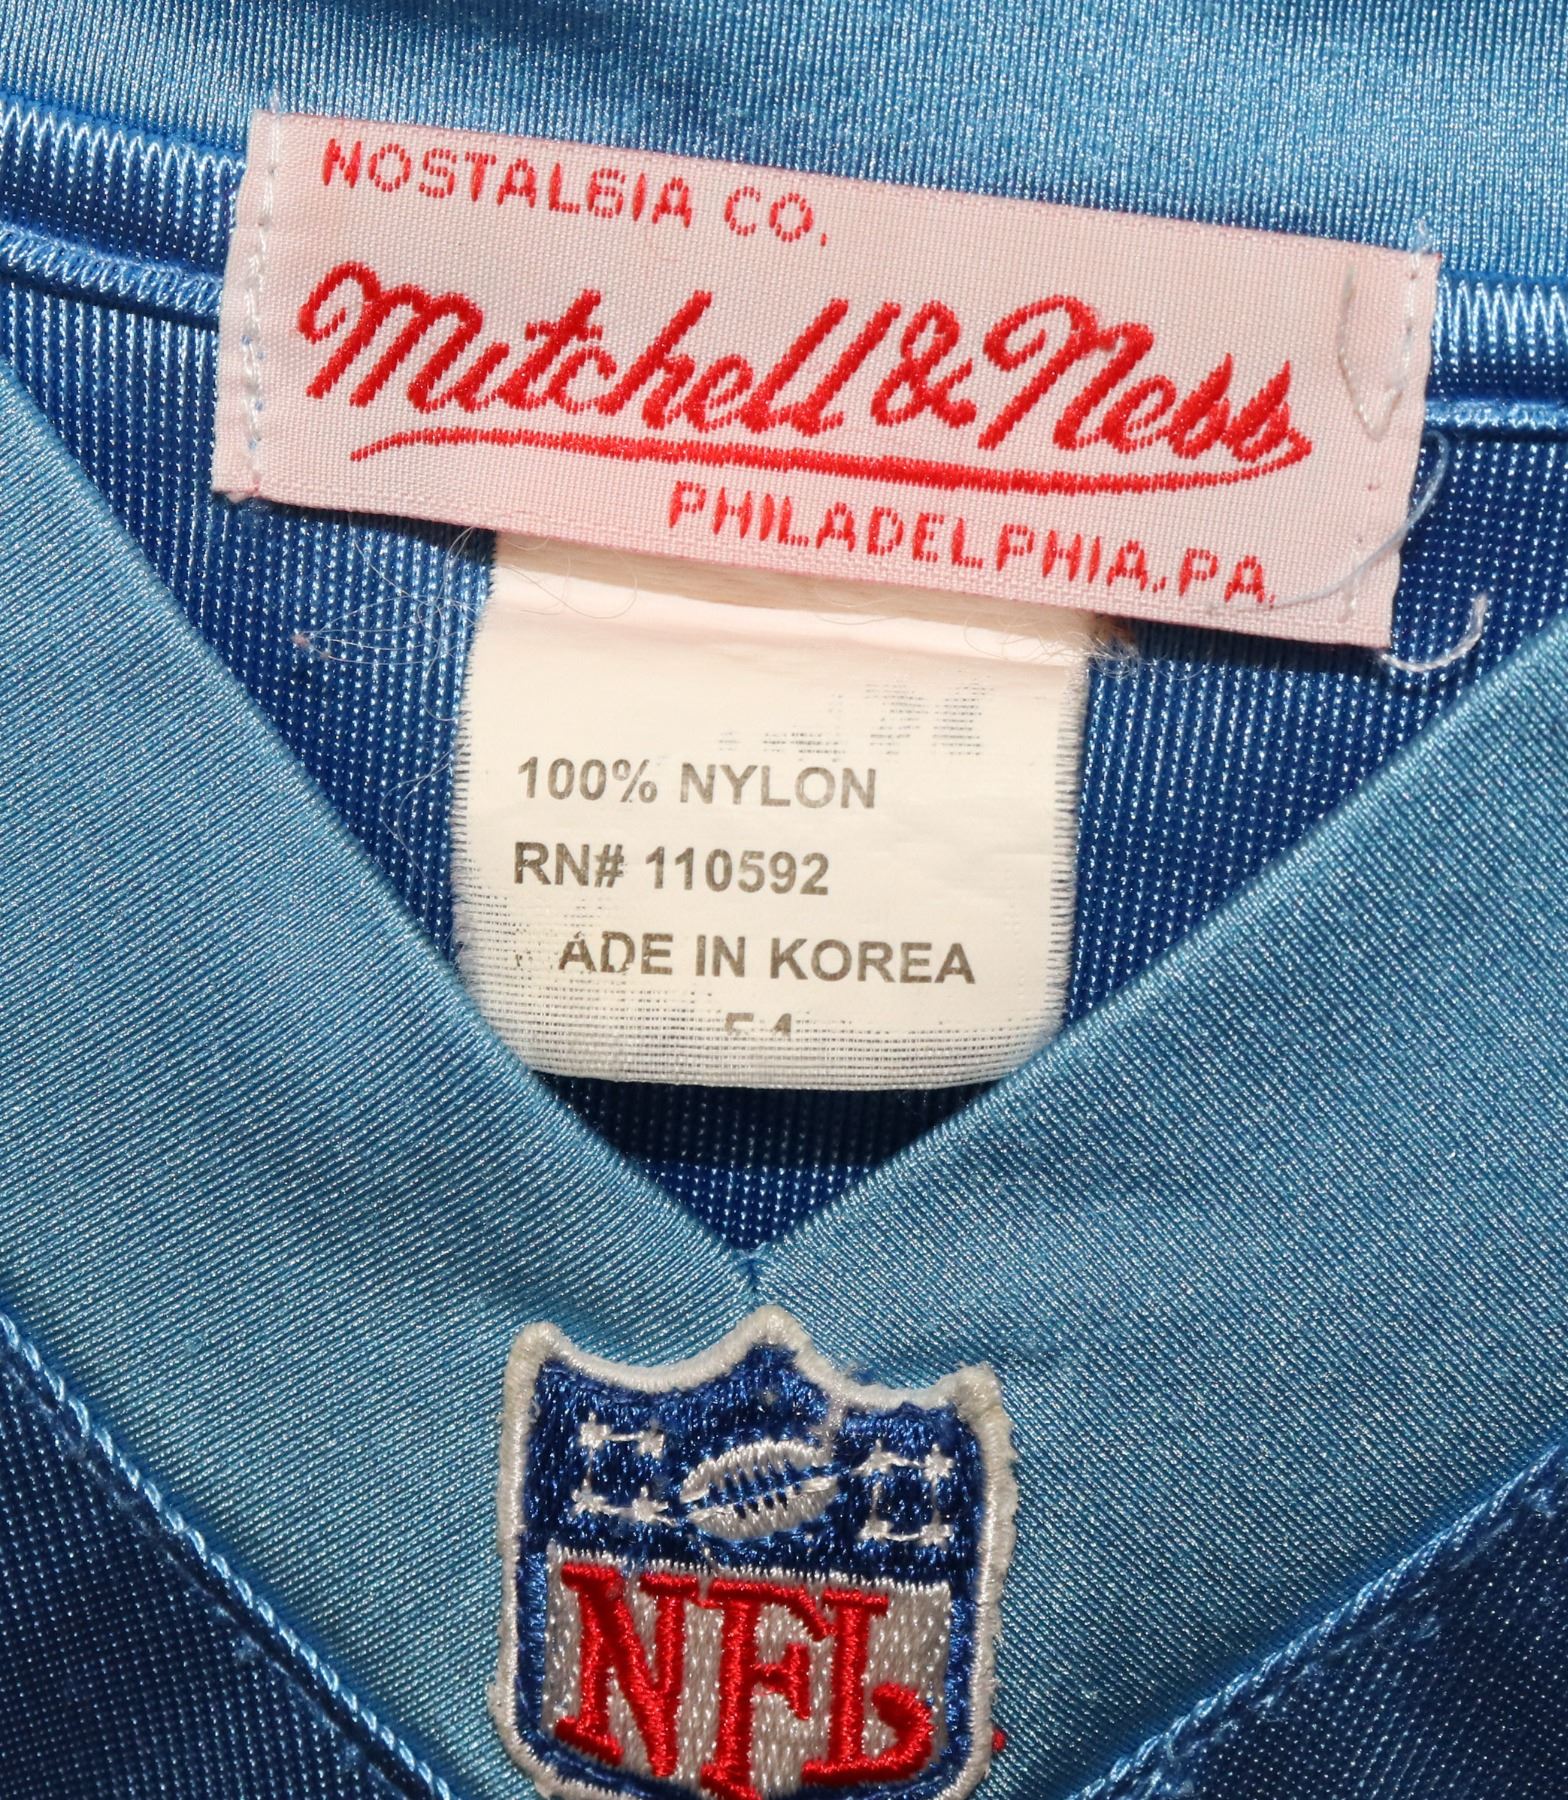 NOSTALGIA CO.
Mitchell & Ness
PHILADELPHIA, PA.
100% NYLON
RN# 110592
ADE IN KOREA
NFL